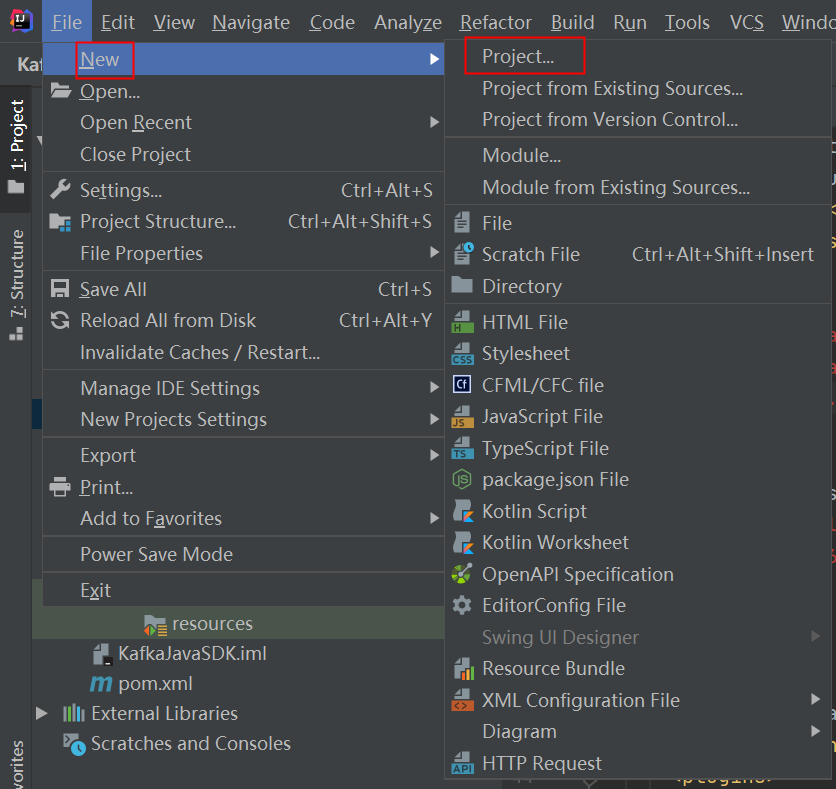 File Edit View Navigate Code Analyze Refactor Build Run Tools VCS
New
Open...
Open Recent
Close Project
Settings... Ctrl+Alt+S
Project Structure... Ctrl+Alt+Shift+S
File Properties
Save All Ctrl+S
Reload All from Disk Ctrl+Alt+Y
Invalidate Caches / Restart...
Manage IDE Settings
New Projects Settings
Export
Print...
Add to Favorites
Power Save Mode
Exit
Project...
Project from Existing Sources...
Project from Version Control...
Module...
Module from Existing Sources...
File
Scratch File Ctrl+Alt+Shift+Insert
Directory
HTML File
Stylesheet
CFML/CFC file
JavaScript File
TypeScript File
package.json File
Kotlin Script
Kotlin Worksheet
OpenAPI Specification
EditorConfig File
Swing UI Designer
Resource Bundle
XML Configuration File
Diagram
HTTP Request
1: Project
7: Structure
resources
KafkaJavaSDK.iml
pom.xml
External Libraries
Scratches and Consoles